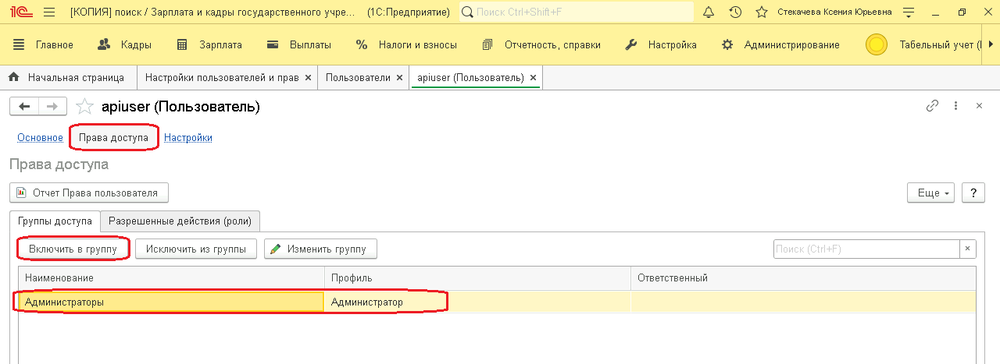 1С [КОПИЯ] поиск / Зарплата и кадры государственного учре... (1С:Предприятие) Поиск Ctrl+Shift+F Стекачева Ксения Юрьевна
Главное Кадры Зарплата Выплаты % Налоги и взносы Отчетность, справки Настройка Администрирование Табельный учет (
Начальная страница Настройки пользователей и прав × Пользователи × apiuser (Пользователь) ×
apiuser (Пользователь)
Основное Права доступа Настройки
Права доступа
Отчет Права пользователя Еще ?
Группы доступа Разрешенные действия (роли)
Включить в группу Исключить из группы Изменить группу Поиск (Ctrl+F) ×
Наименование Профиль Ответственный
Администраторы Администратор